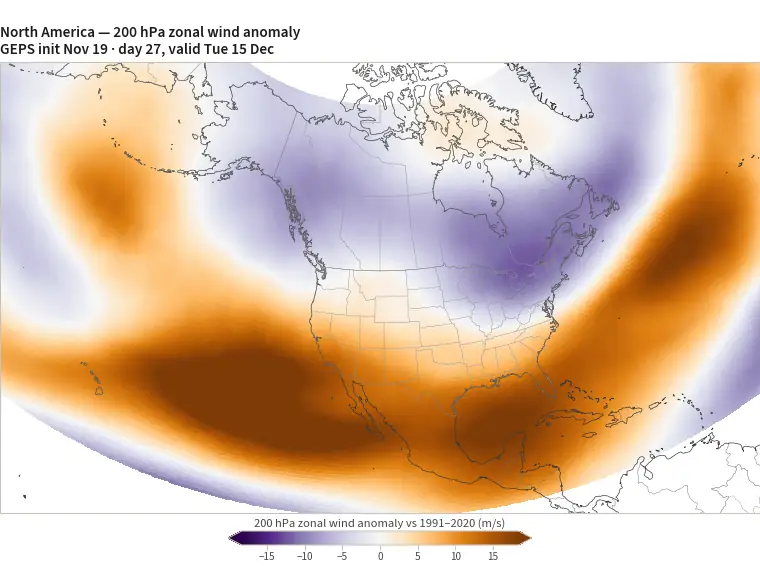 North America — 200 hPa zonal wind anomaly
GEPS init Nov 19 · day 27, valid Tue 15 Dec
200 hPa zonal wind anomaly vs 1991–2020 (m/s)
−15 −10 −5 0 5 10 15